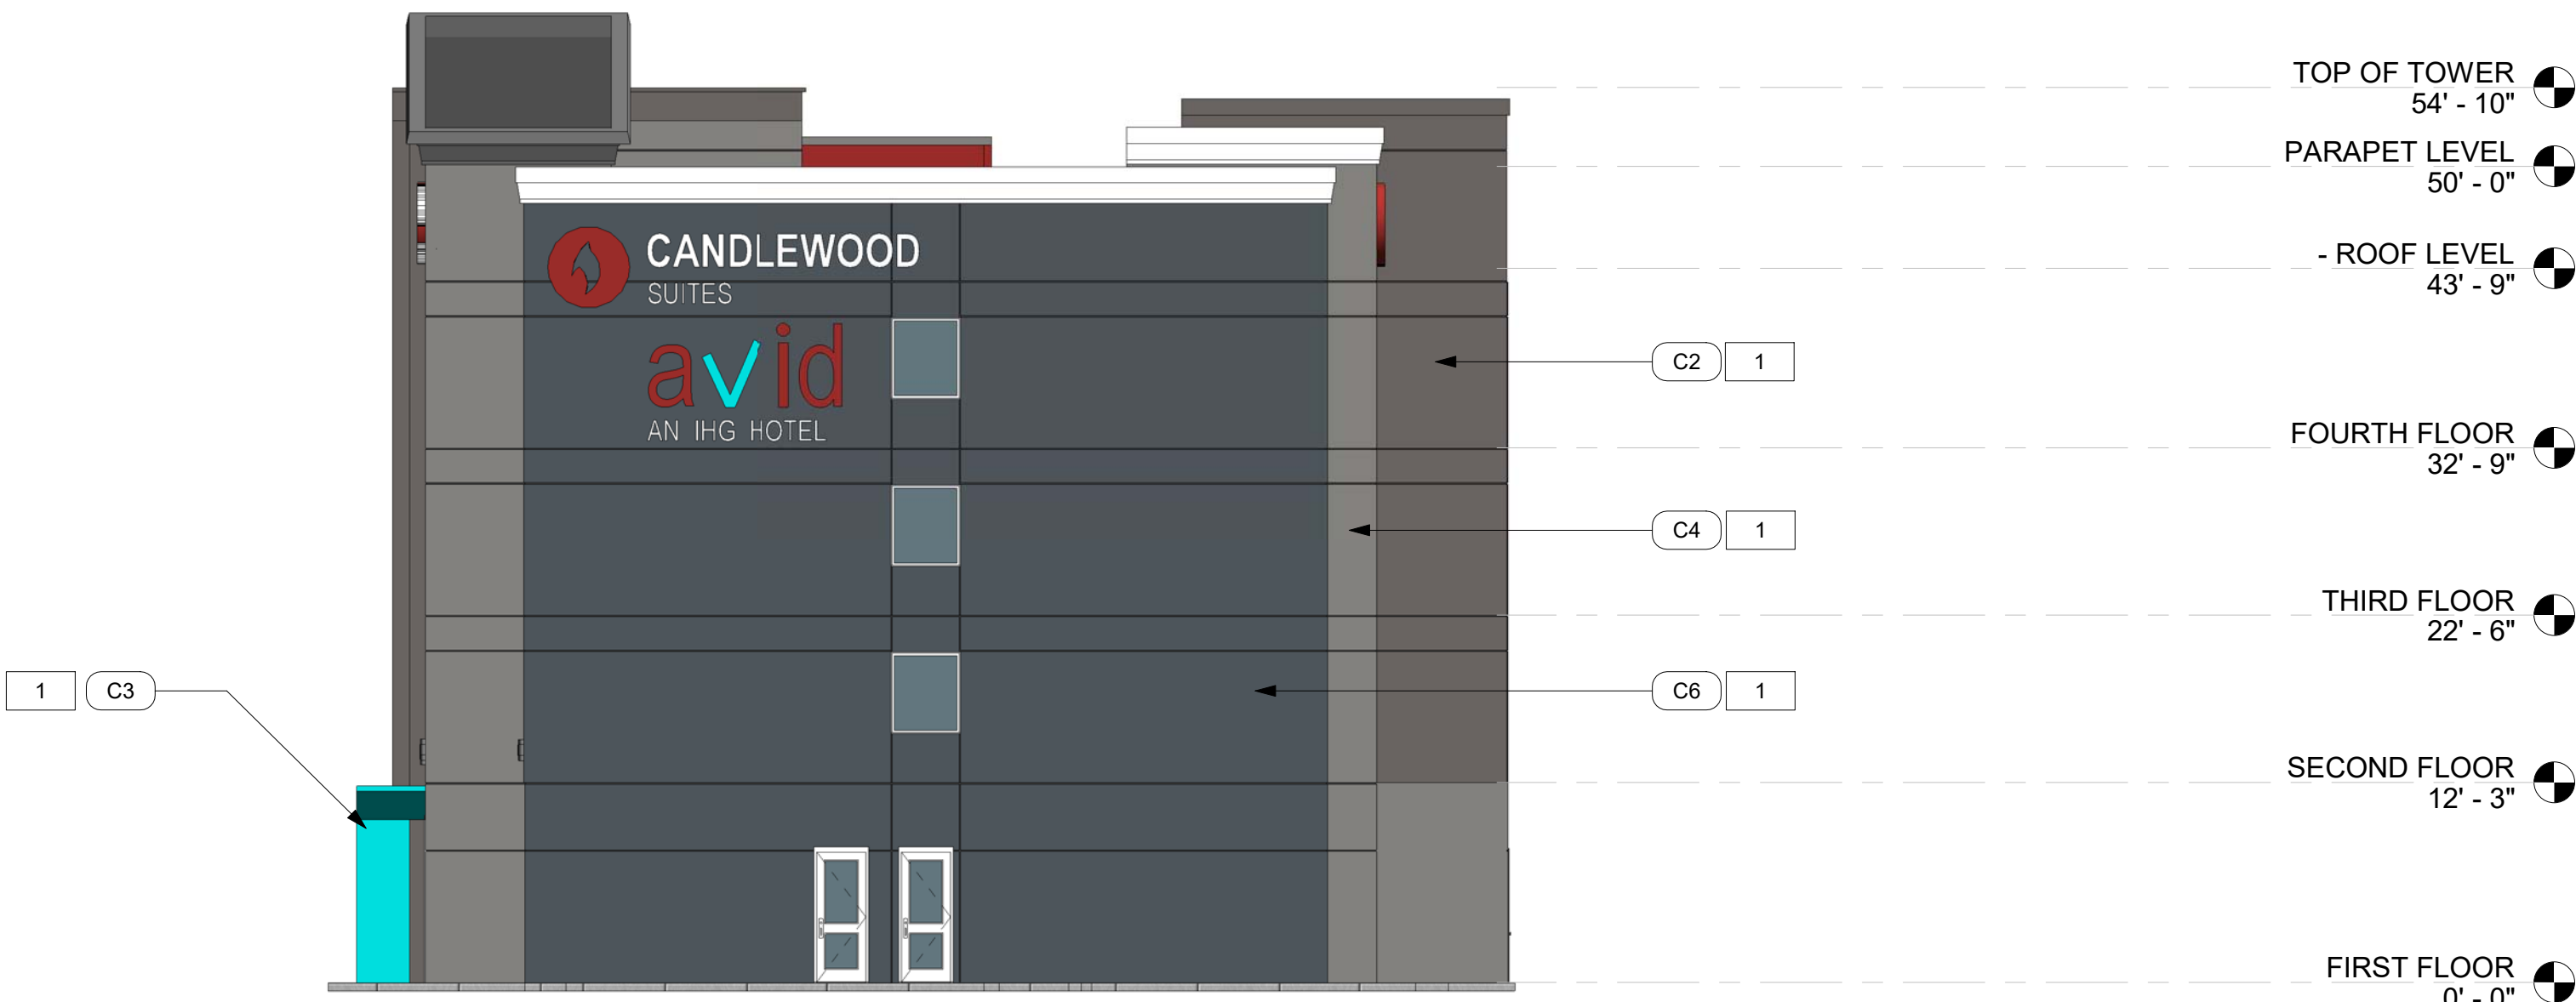 TOP OF TOWER
54' - 10"
PARAPET LEVEL
50' - 0"
- ROOF LEVEL
43' - 9"
CANDLEWOOD
SUITES
avid
AN IHG HOTEL
C2 1
FOURTH FLOOR
32' - 9"
C4 1
THIRD FLOOR
22' - 6"
1 C3
C6 1
SECOND FLOOR
12' - 3"
FIRST FLOOR
0' - 0"